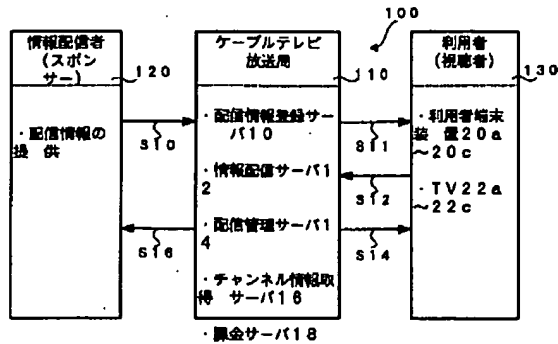 100
情報配信者
(スポン
サー)
120
・配信情報の
提 供
S10
S16
ケーブルテレビ
放送局
110
・配信情報登録サー
バ10
・情報配信サーバ1
2
・配信管理サーバ1
4
・チャンネル情報取
得 サーバ16
・課金サーバ18
S11
S12
S14
利用者
(視聴者)
130
・利用者端末
装 置20a
~20c
・TV22a
~22c